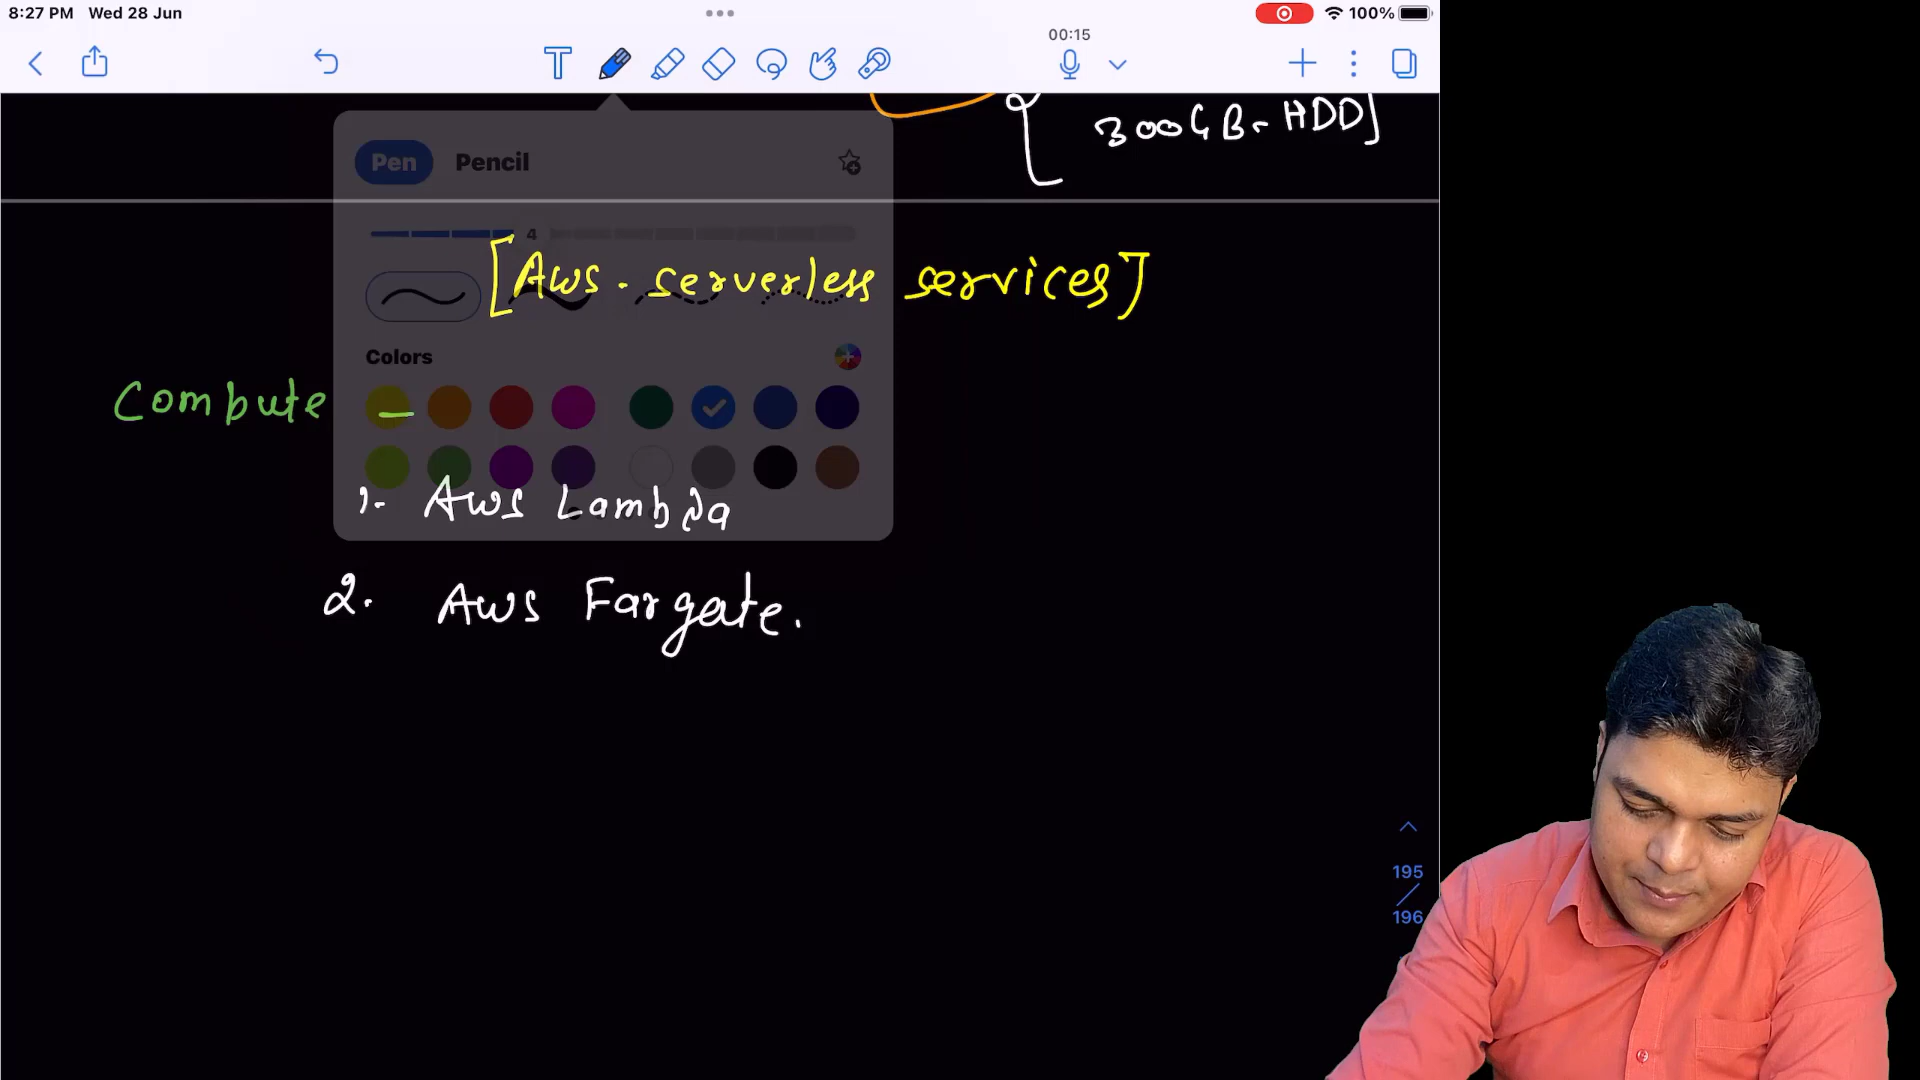 8:27 PM Wed 28 Jun
100%
00:15
300GB - HDD]
Pen Pencil
4
[Aws. serverless services]
Colors
Compute -
1. Aws Lambda
2. Aws Fargate.
195
196